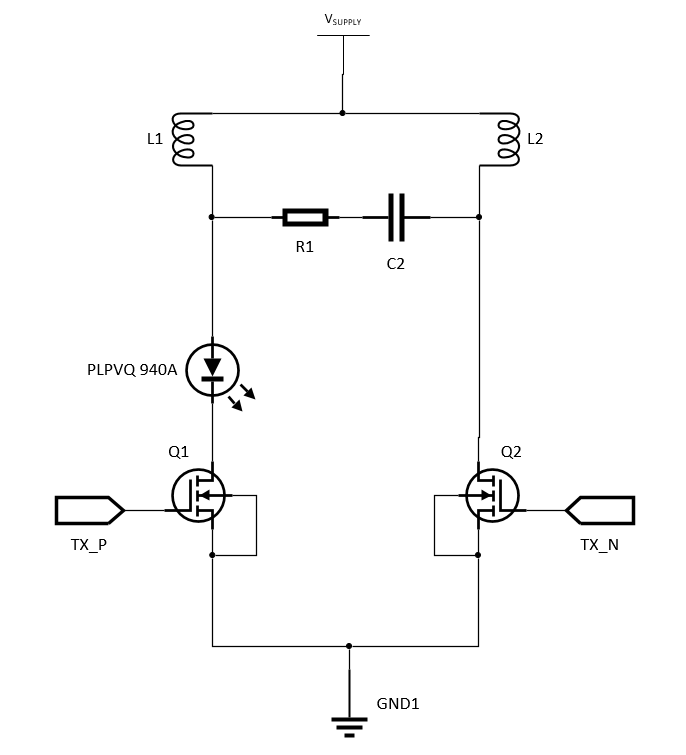 VSUPPLY
L1
L2
R1
C2
PLPVQ 940A
Q1
Q2
TX_P
TX_N
GND1